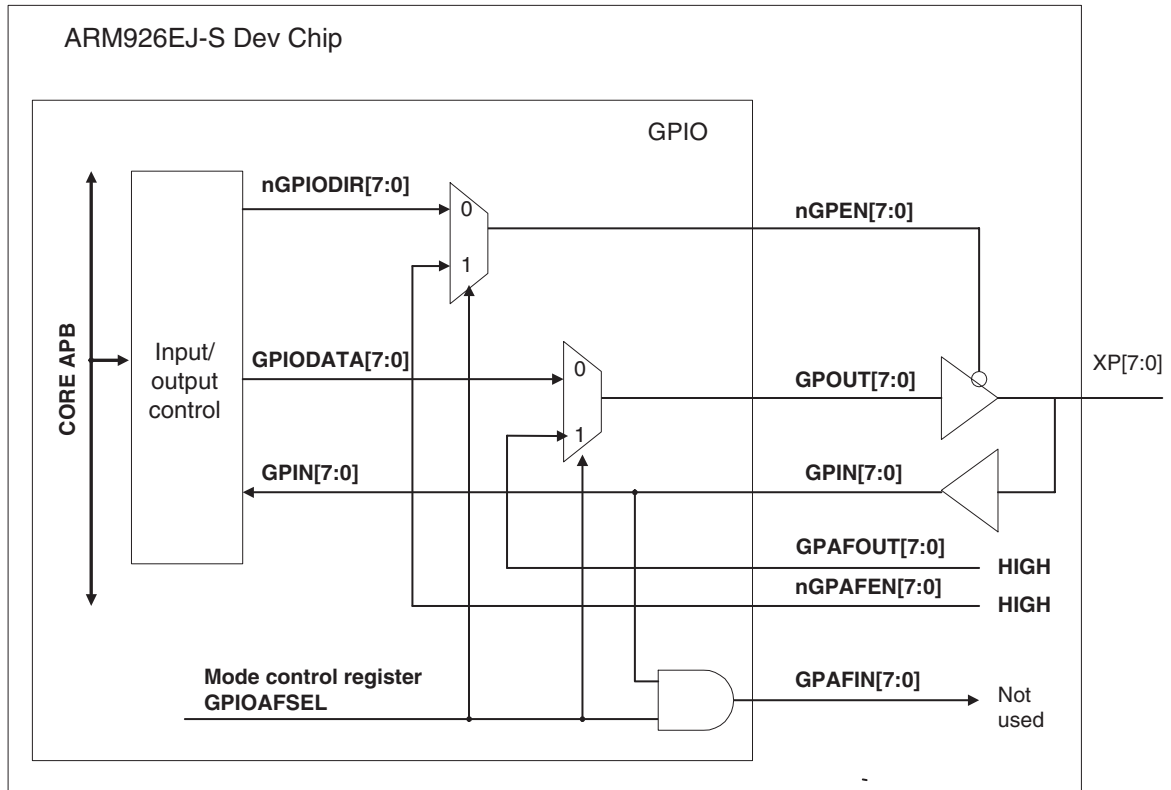 ARM926EJ-S Dev Chip
GPIO
nGPIODIR[7:0]
0
1
nGPEN[7:0]
CORE APB
Input/
output
control
GPIODATA[7:0]
0
1
GPOUT[7:0]
XP[7:0]
GPIN[7:0]
GPIN[7:0]
GPAFOUT[7:0]
HIGH
nGPAFEN[7:0]
HIGH
Mode control register
GPIOAFSEL
GPAFIN[7:0]
Not
used